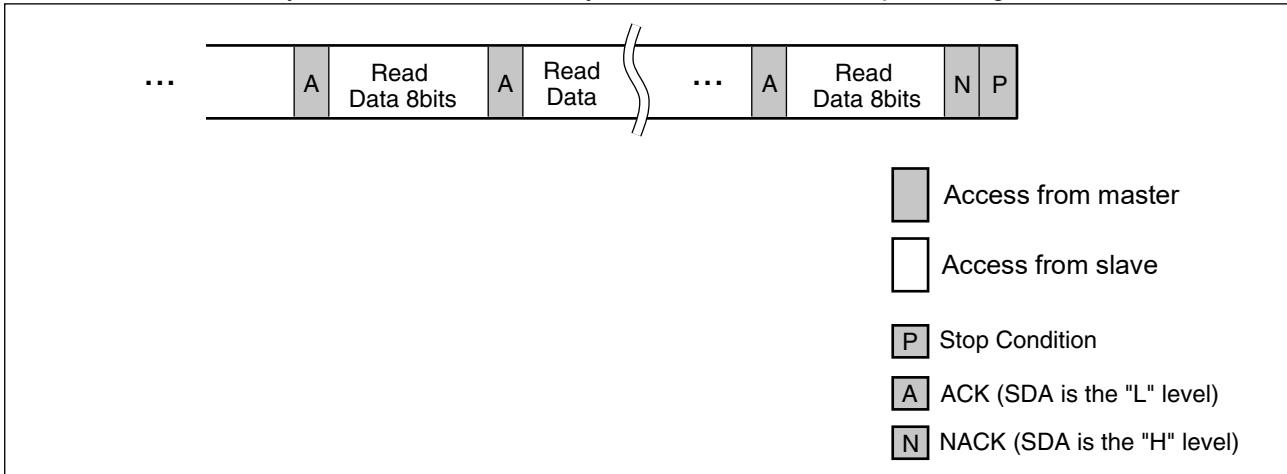 ... A Read Data 8bits A Read Data ... A Read Data 8bits N P
Access from master
Access from slave
P Stop Condition
A ACK (SDA is the "L" level)
N NACK (SDA is the "H" level)